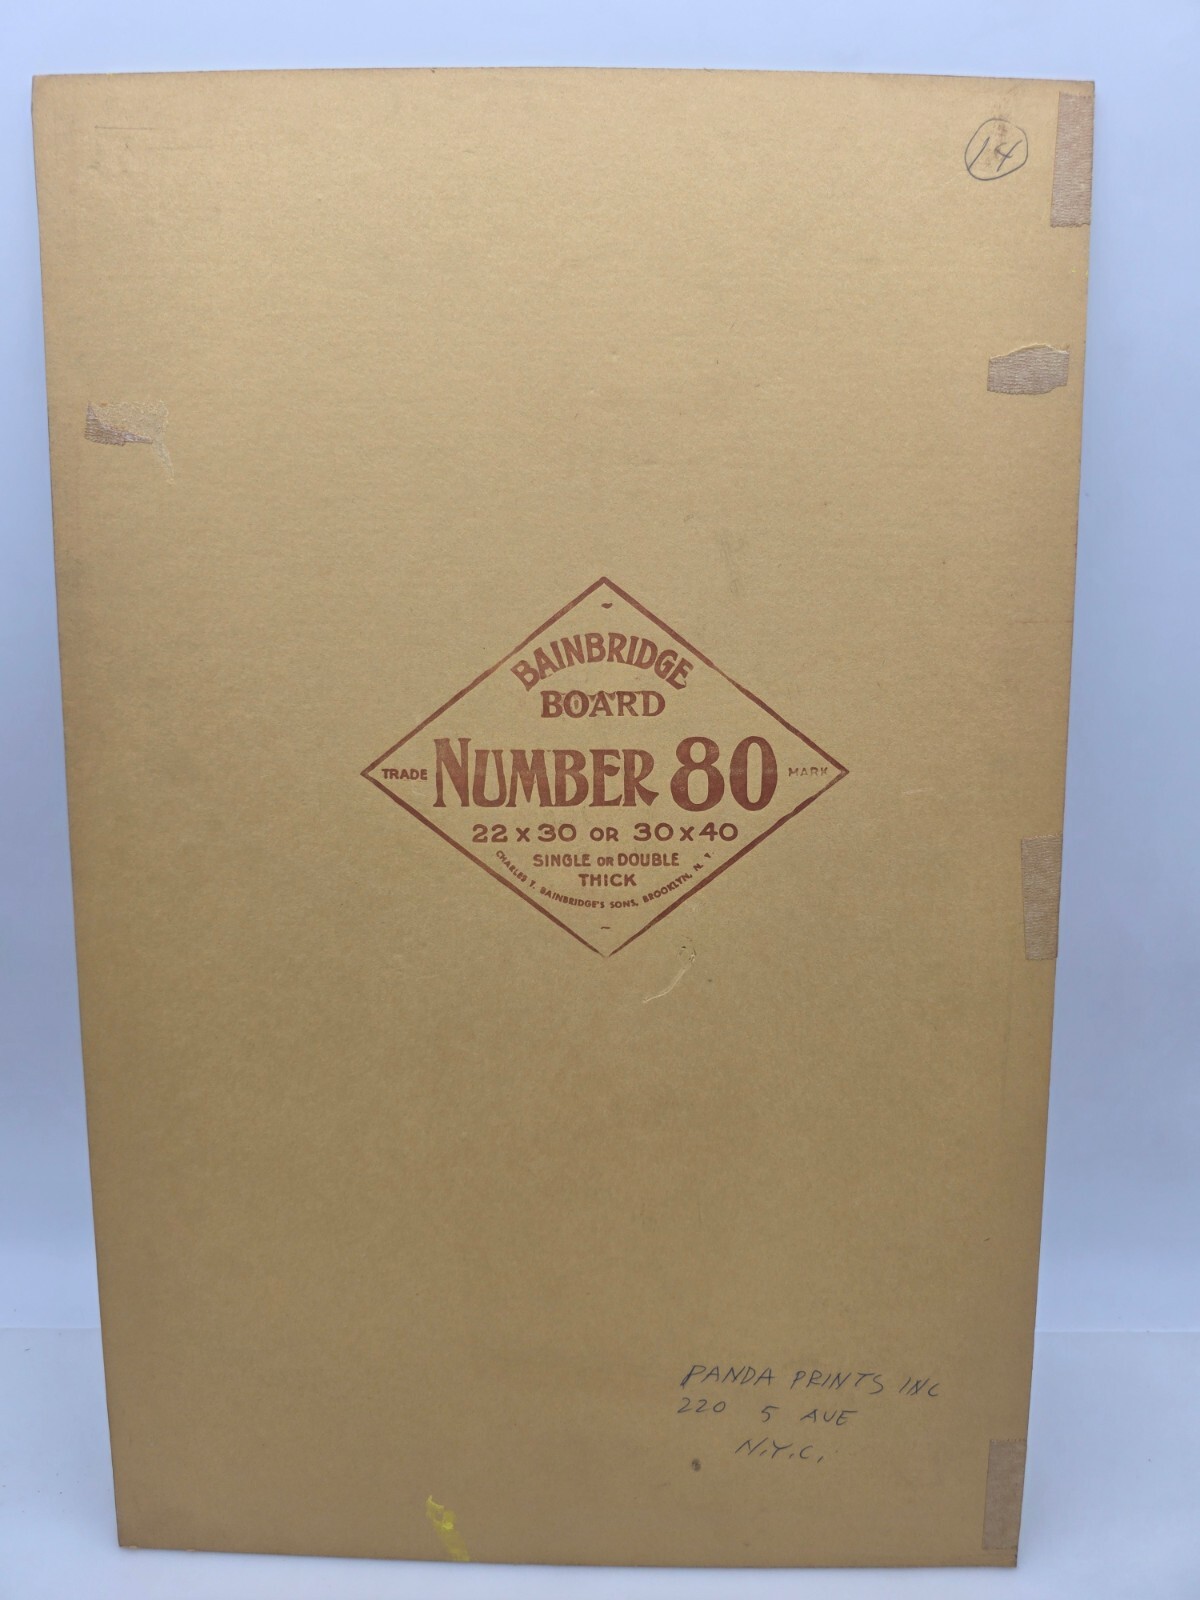 14
BAINBRIDGE
BOARD
TRADE NUMBER 80 MARK
22 x 30 OR 30 x 40
SINGLE OR DOUBLE
THICK
CHARLES T. BAINBRIDGE'S SONS, BROOKLYN, N. Y.
PANDA PRINTS INC
220 5 AVE
N.Y.C.